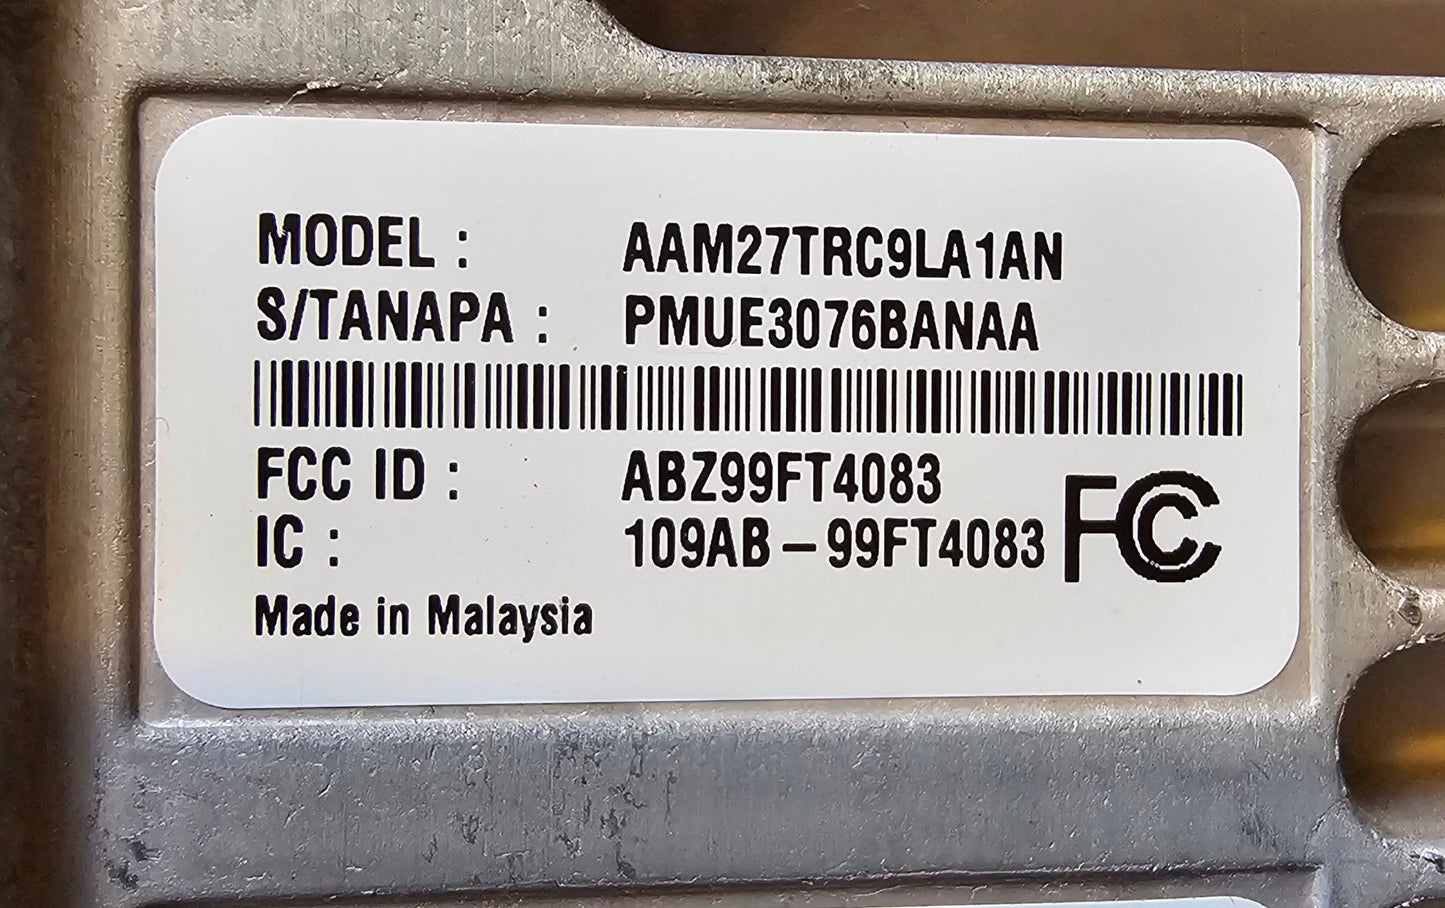 MODEL : AAM27TRC9LA1AN
S/TANAPA : PMUE3076BANAA
FCC ID : ABZ99FT4083
IC : 109AB–99FT4083 FC
Made in Malaysia